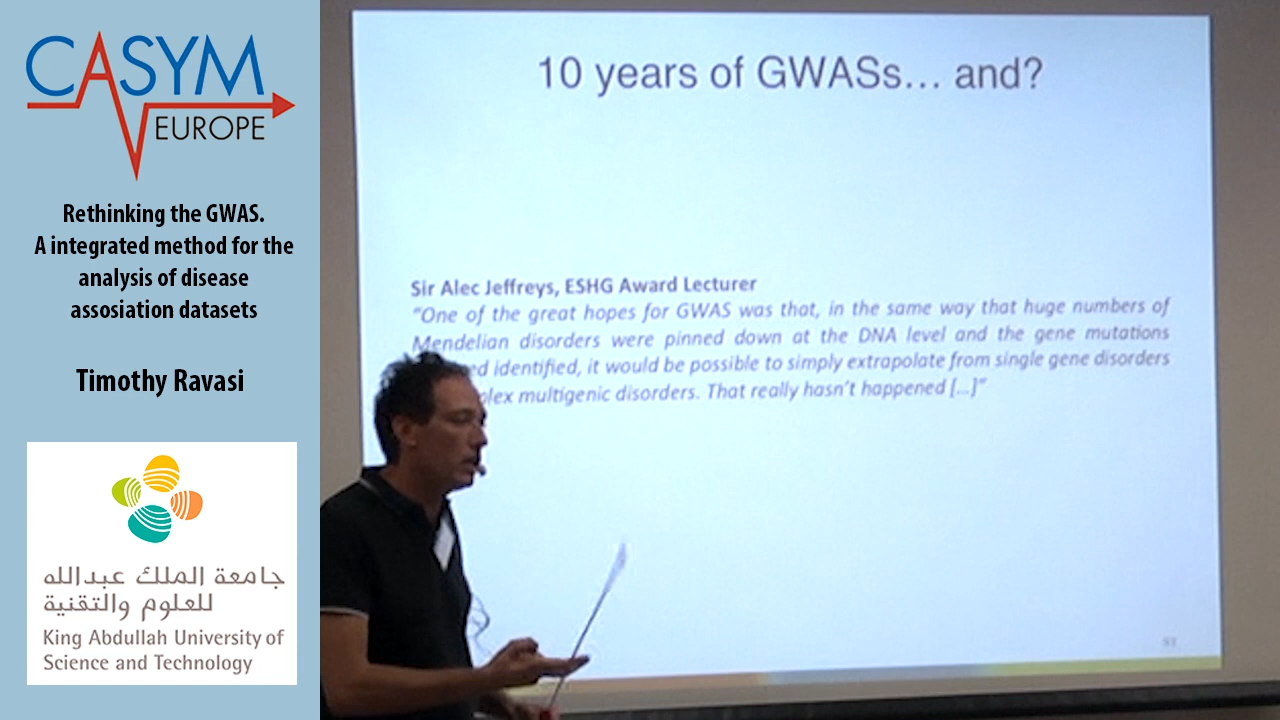 CASYM
EUROPE
Rethinking the GWAS.
A integrated method for the
analysis of disease
assosiation datasets
Timothy Ravasi
جامعة الملك عبدالله
للعلوم والتقنية
King Abdullah University of
Science and Technology
10 years of GWASs... and?
Sir Alec Jeffreys, ESHG Award Lecturer
“One of the great hopes for GWAS was that, in the same way that huge numbers of
Mendelian disorders were pinned down at the DNA level and the gene mutations
identified, it would be possible to simply extrapolate from single gene disorders
multigenic disorders. That really hasn’t happened [...]”